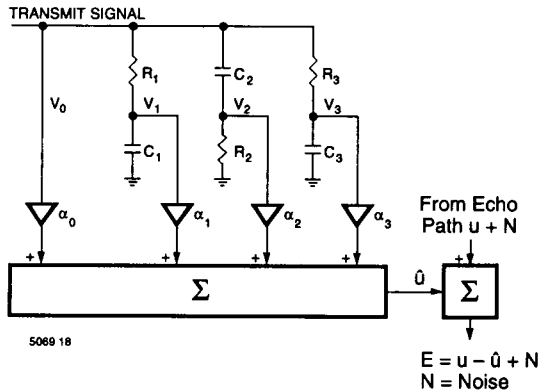 TRANSMIT SIGNAL
R1
C2
R3
V0
V1
V2
V3
C1
R2
C3
α0
α1
α2
α3
From Echo
Path u + N
+
+
+
+
+
Σ
û
Σ
5069 18
E = u – û + N
N = Noise